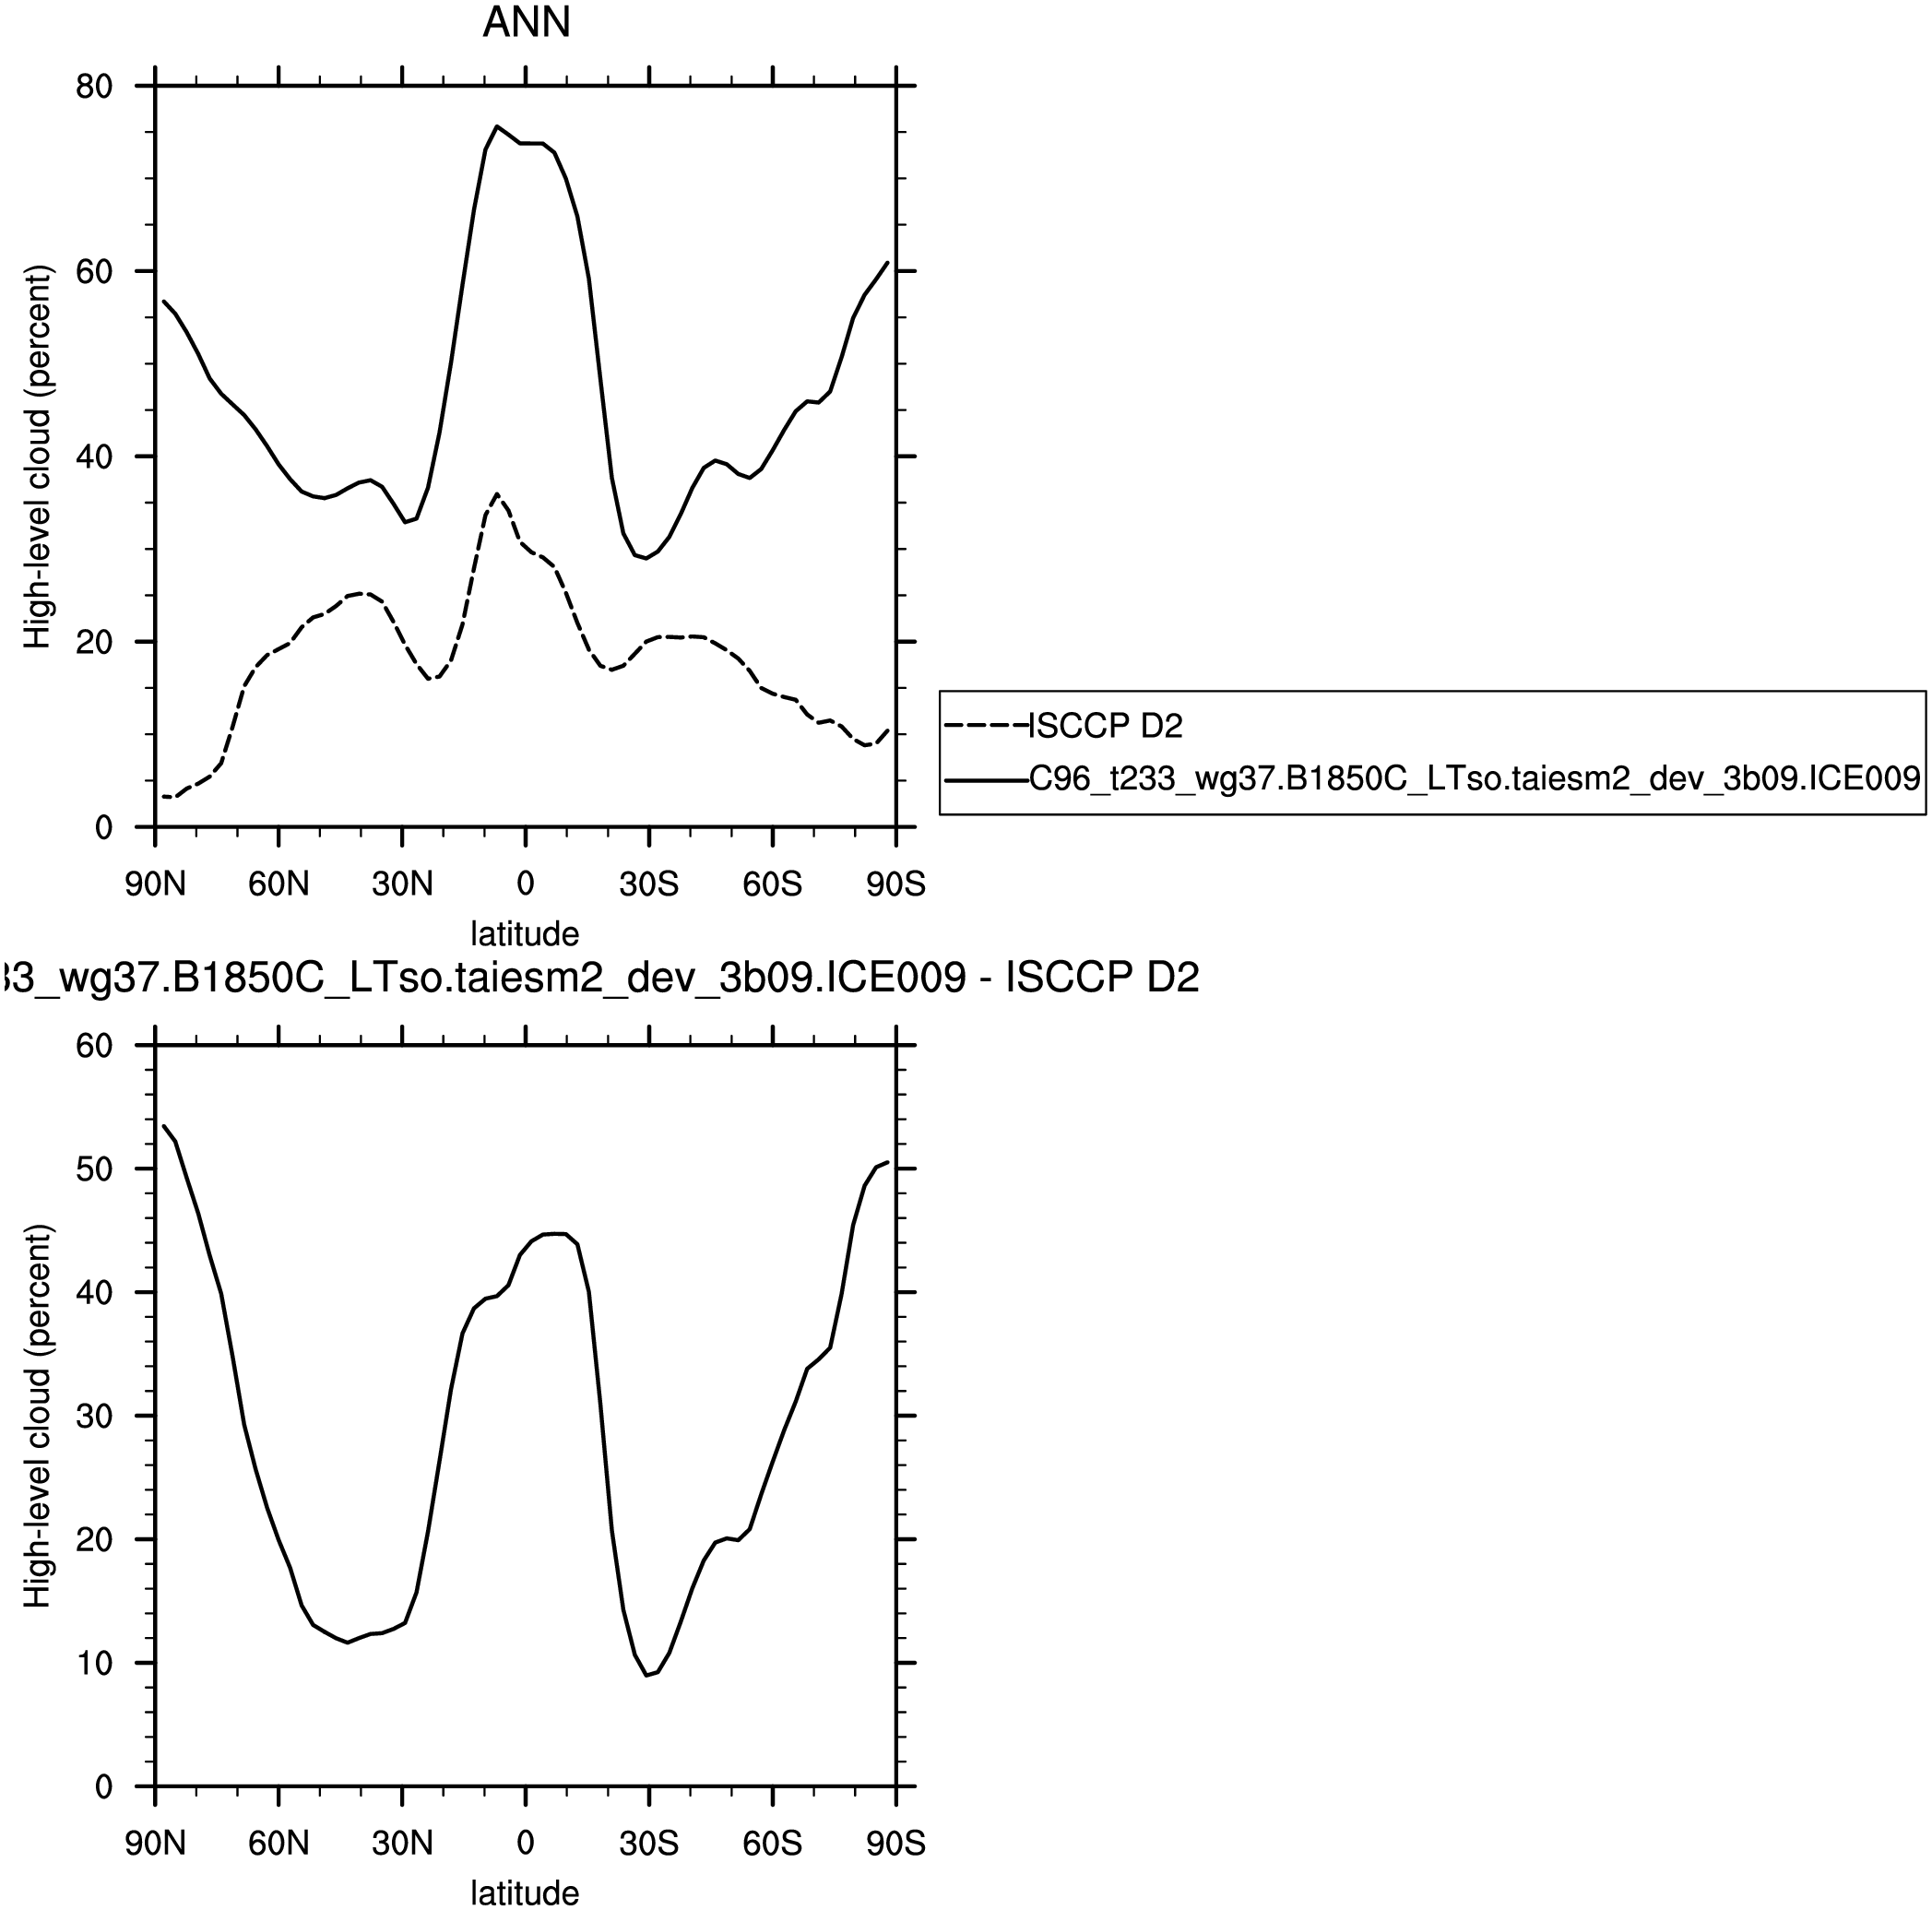 ANN
80
60
40
20
0
High-level cloud (percent)
90N 60N 30N 0 30S 60S 90S
latitude
ISCCP D2
C96_t233_wg37.B1850C_LTso.taiesm2_dev_3b09.ICE009
3_wg37.B1850C_LTso.taiesm2_dev_3b09.ICE009 - ISCCP D2
60
50
40
30
20
10
0
High-level cloud (percent)
90N 60N 30N 0 30S 60S 90S
latitude